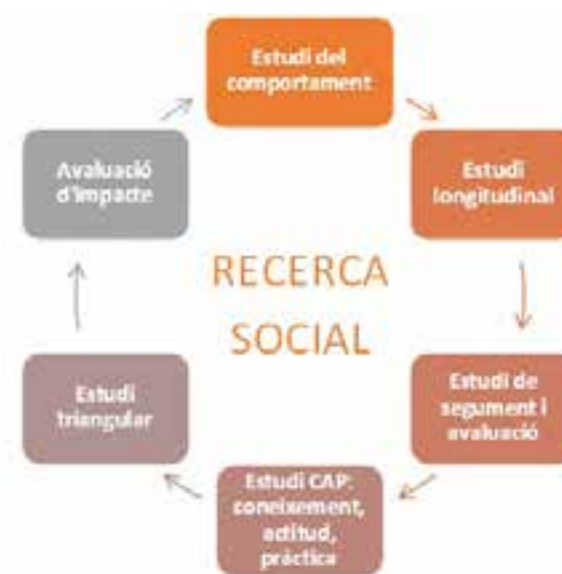 Estudi del
comportament
Estudi
longitudinal
Estudi de
segument i
avaluació
Estudi CAP:
coneixement,
actitud,
pràctica
Estudi
triangular
Avaluació
d'impacte
RECERCA
SOCIAL